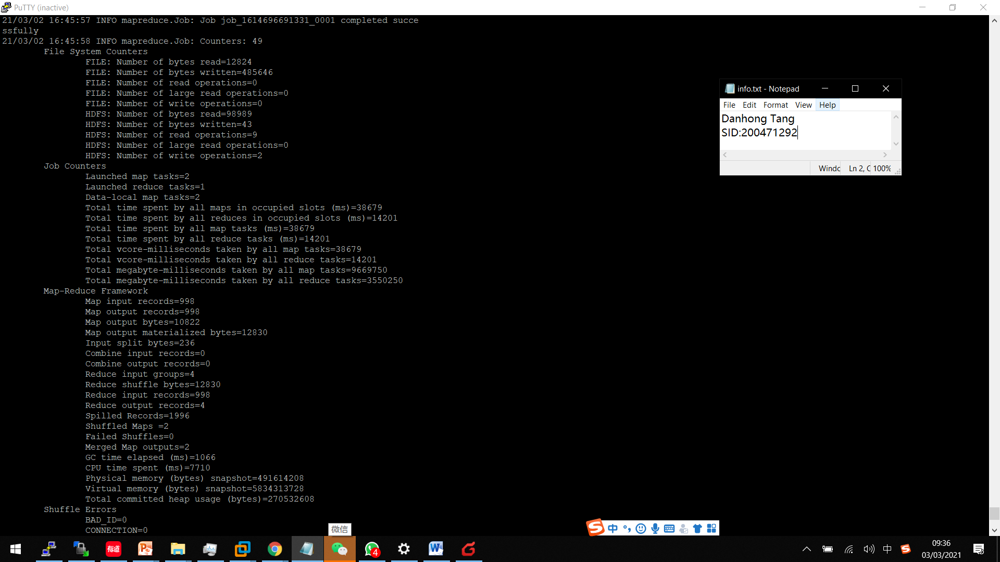 PuTTY (inactive)
21/03/02 16:45:57 INFO mapreduce.Job: Job job_1614696691331_0001 completed succe
ssfully
21/03/02 16:45:58 INFO mapreduce.Job: Counters: 49
File System Counters
FILE: Number of bytes read=12824
FILE: Number of bytes written=485646
FILE: Number of read operations=0
FILE: Number of large read operations=0
FILE: Number of write operations=0
HDFS: Number of bytes read=98989
HDFS: Number of bytes written=43
HDFS: Number of read operations=9
HDFS: Number of large read operations=0
HDFS: Number of write operations=2
Job Counters
Launched map tasks=2
Launched reduce tasks=1
Data-local map tasks=2
Total time spent by all maps in occupied slots (ms)=38679
Total time spent by all reduces in occupied slots (ms)=14201
Total time spent by all map tasks (ms)=38679
Total time spent by all reduce tasks (ms)=14201
Total vcore-milliseconds taken by all map tasks=38679
Total vcore-milliseconds taken by all reduce tasks=14201
Total megabyte-milliseconds taken by all map tasks=9669750
Total megabyte-milliseconds taken by all reduce tasks=3550250
Map-Reduce Framework
Map input records=998
Map output records=998
Map output bytes=10822
Map output materialized bytes=12830
Input split bytes=236
Combine input records=0
Combine output records=0
Reduce input groups=4
Reduce shuffle bytes=12830
Reduce input records=998
Reduce output records=4
Spilled Records=1996
Shuffled Maps =2
Failed Shuffles=0
Merged Map outputs=2
GC time elapsed (ms)=1066
CPU time spent (ms)=7710
Physical memory (bytes) snapshot=491614208
Virtual memory (bytes) snapshot=5834313728
Total committed heap usage (bytes)=270532608
Shuffle Errors
BAD_ID=0
CONNECTION=0
info.txt - Notepad
File Edit Format View Help
Danhong Tang
SID:200471292
Windo Ln 2, C 100%
微信
中
有道
4
中
09:36
03/03/2021